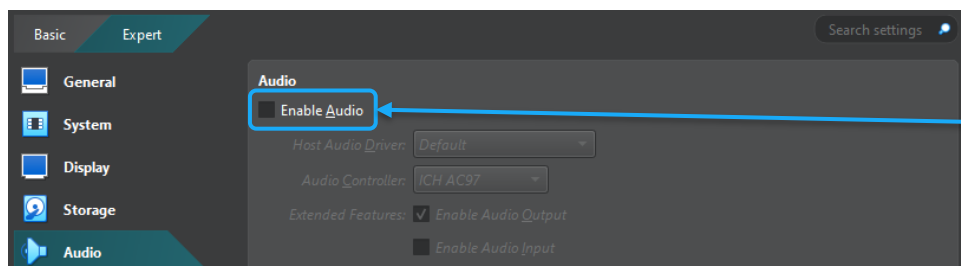 Basic Expert Search settings
General
System
Display
Storage
Audio
Audio
Enable Audio
Host Audio Driver: Default
Audio Controller: ICH AC97
Extended Features: Enable Audio Output
Enable Audio Input